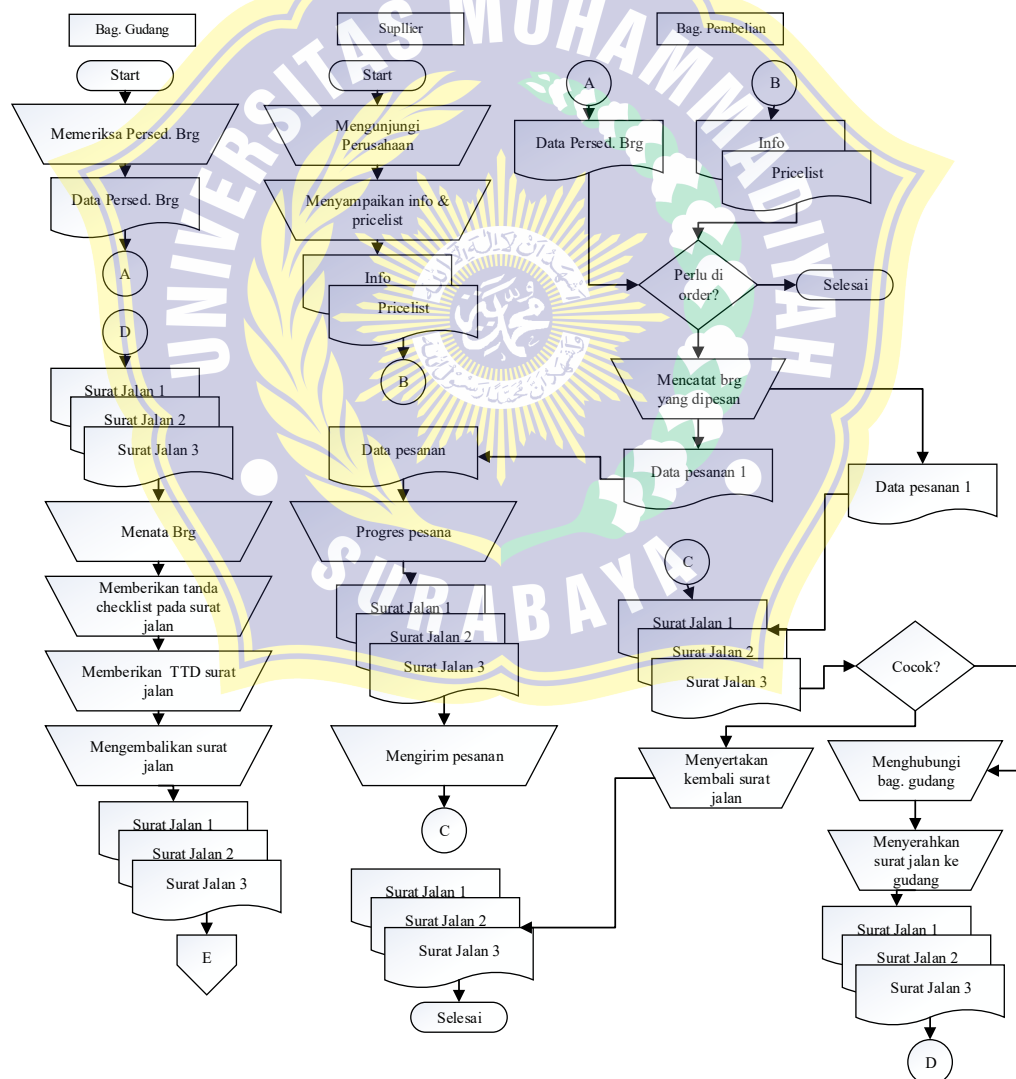 Bag. Gudang
Start
Memeriksa Persed. Brg
Data Persed. Brg
A
D
Surat Jalan 1
Surat Jalan 2
Surat Jalan 3
Menata Brg
Memberikan tanda
checklist pada surat
jalan
Memberikan TTD surat
jalan
Mengembalikan surat
jalan
Surat Jalan 1
Surat Jalan 2
Surat Jalan 3
E
Supllier
Start
Mengunjungi
Perusahaan
Menyampaikan info &
pricelist
Info
Pricelist
B
Data pesanan
Progres pesana
Surat Jalan 1
Surat Jalan 2
Surat Jalan 3
Mengirim pesanan
C
Surat Jalan 1
Surat Jalan 2
Surat Jalan 3
Selesai
Bag. Pembelian
A
B
Data Persed. Brg
Info
Pricelist
Perlu di
order?
Selesai
Mencatat brg
yang dipesan
Data pesanan 1
Data pesanan 1
C
Surat Jalan 1
Surat Jalan 2
Surat Jalan 3
Cocok?
Menyertakan
kembali surat
jalan
Menghubungi
bag. gudang
Menyerahkan
surat jalan ke
gudang
Surat Jalan 1
Surat Jalan 2
Surat Jalan 3
D
UNIVERSITAS MUHAMMADIYAH
SURABAYA